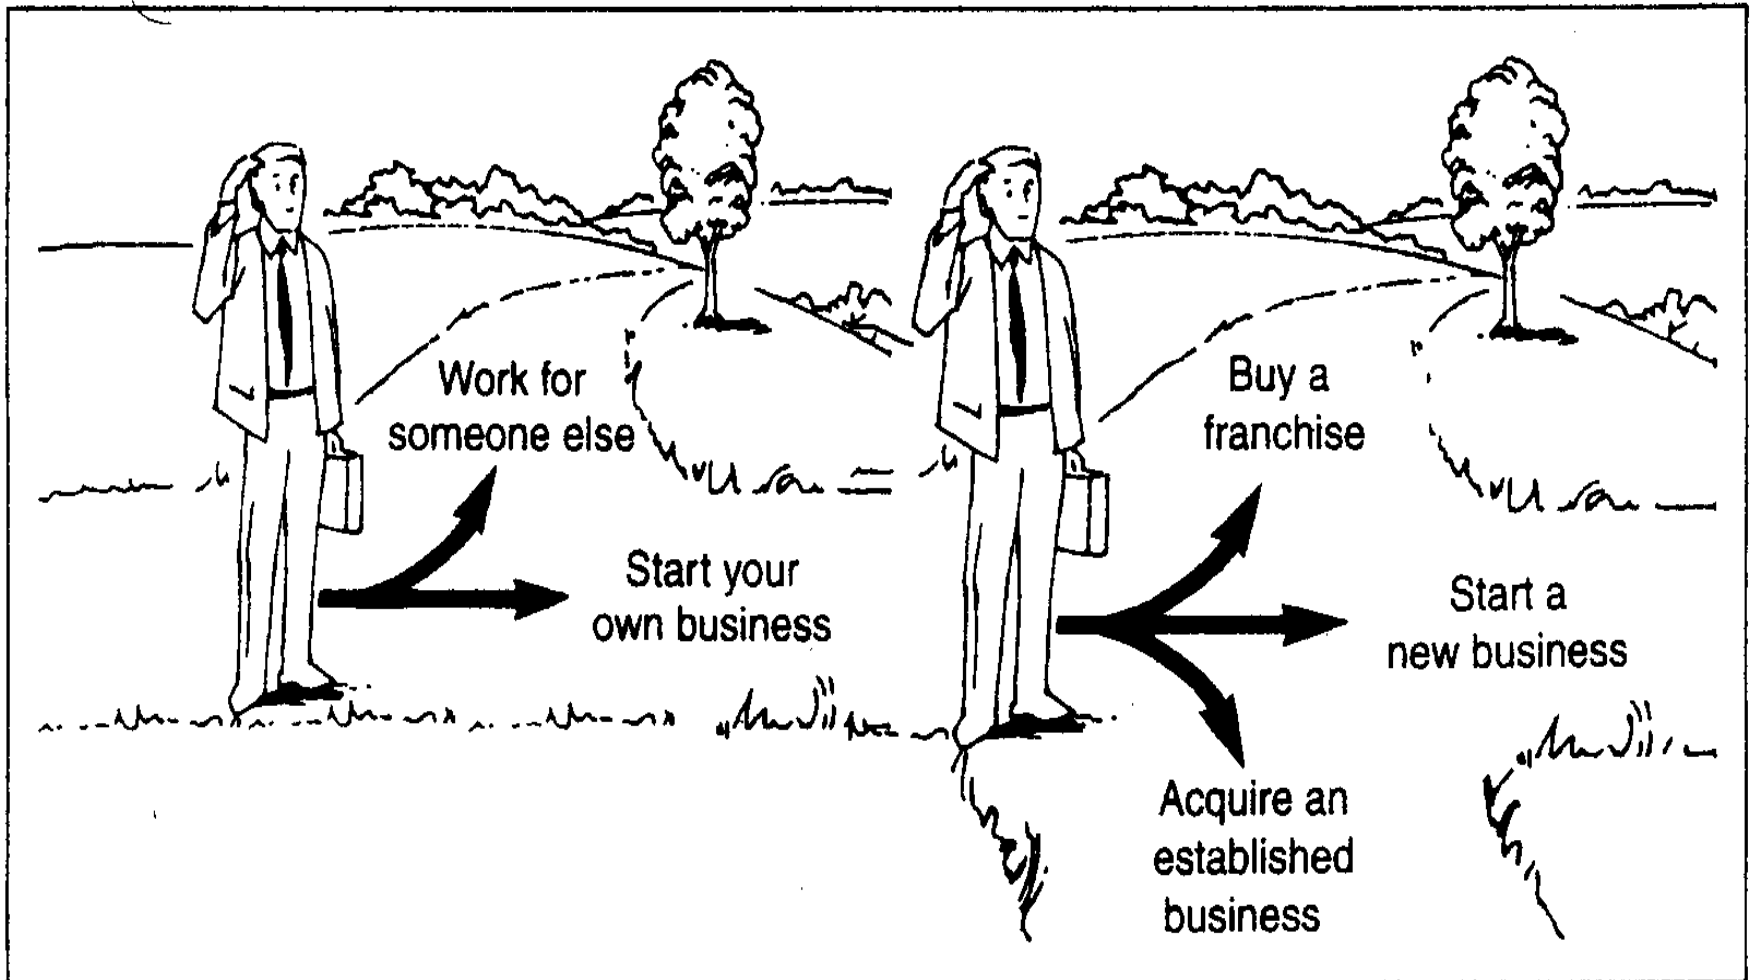 Work for
someone else
Start your
own business
Buy a
franchise
Start a
new business
Acquire an
established
business